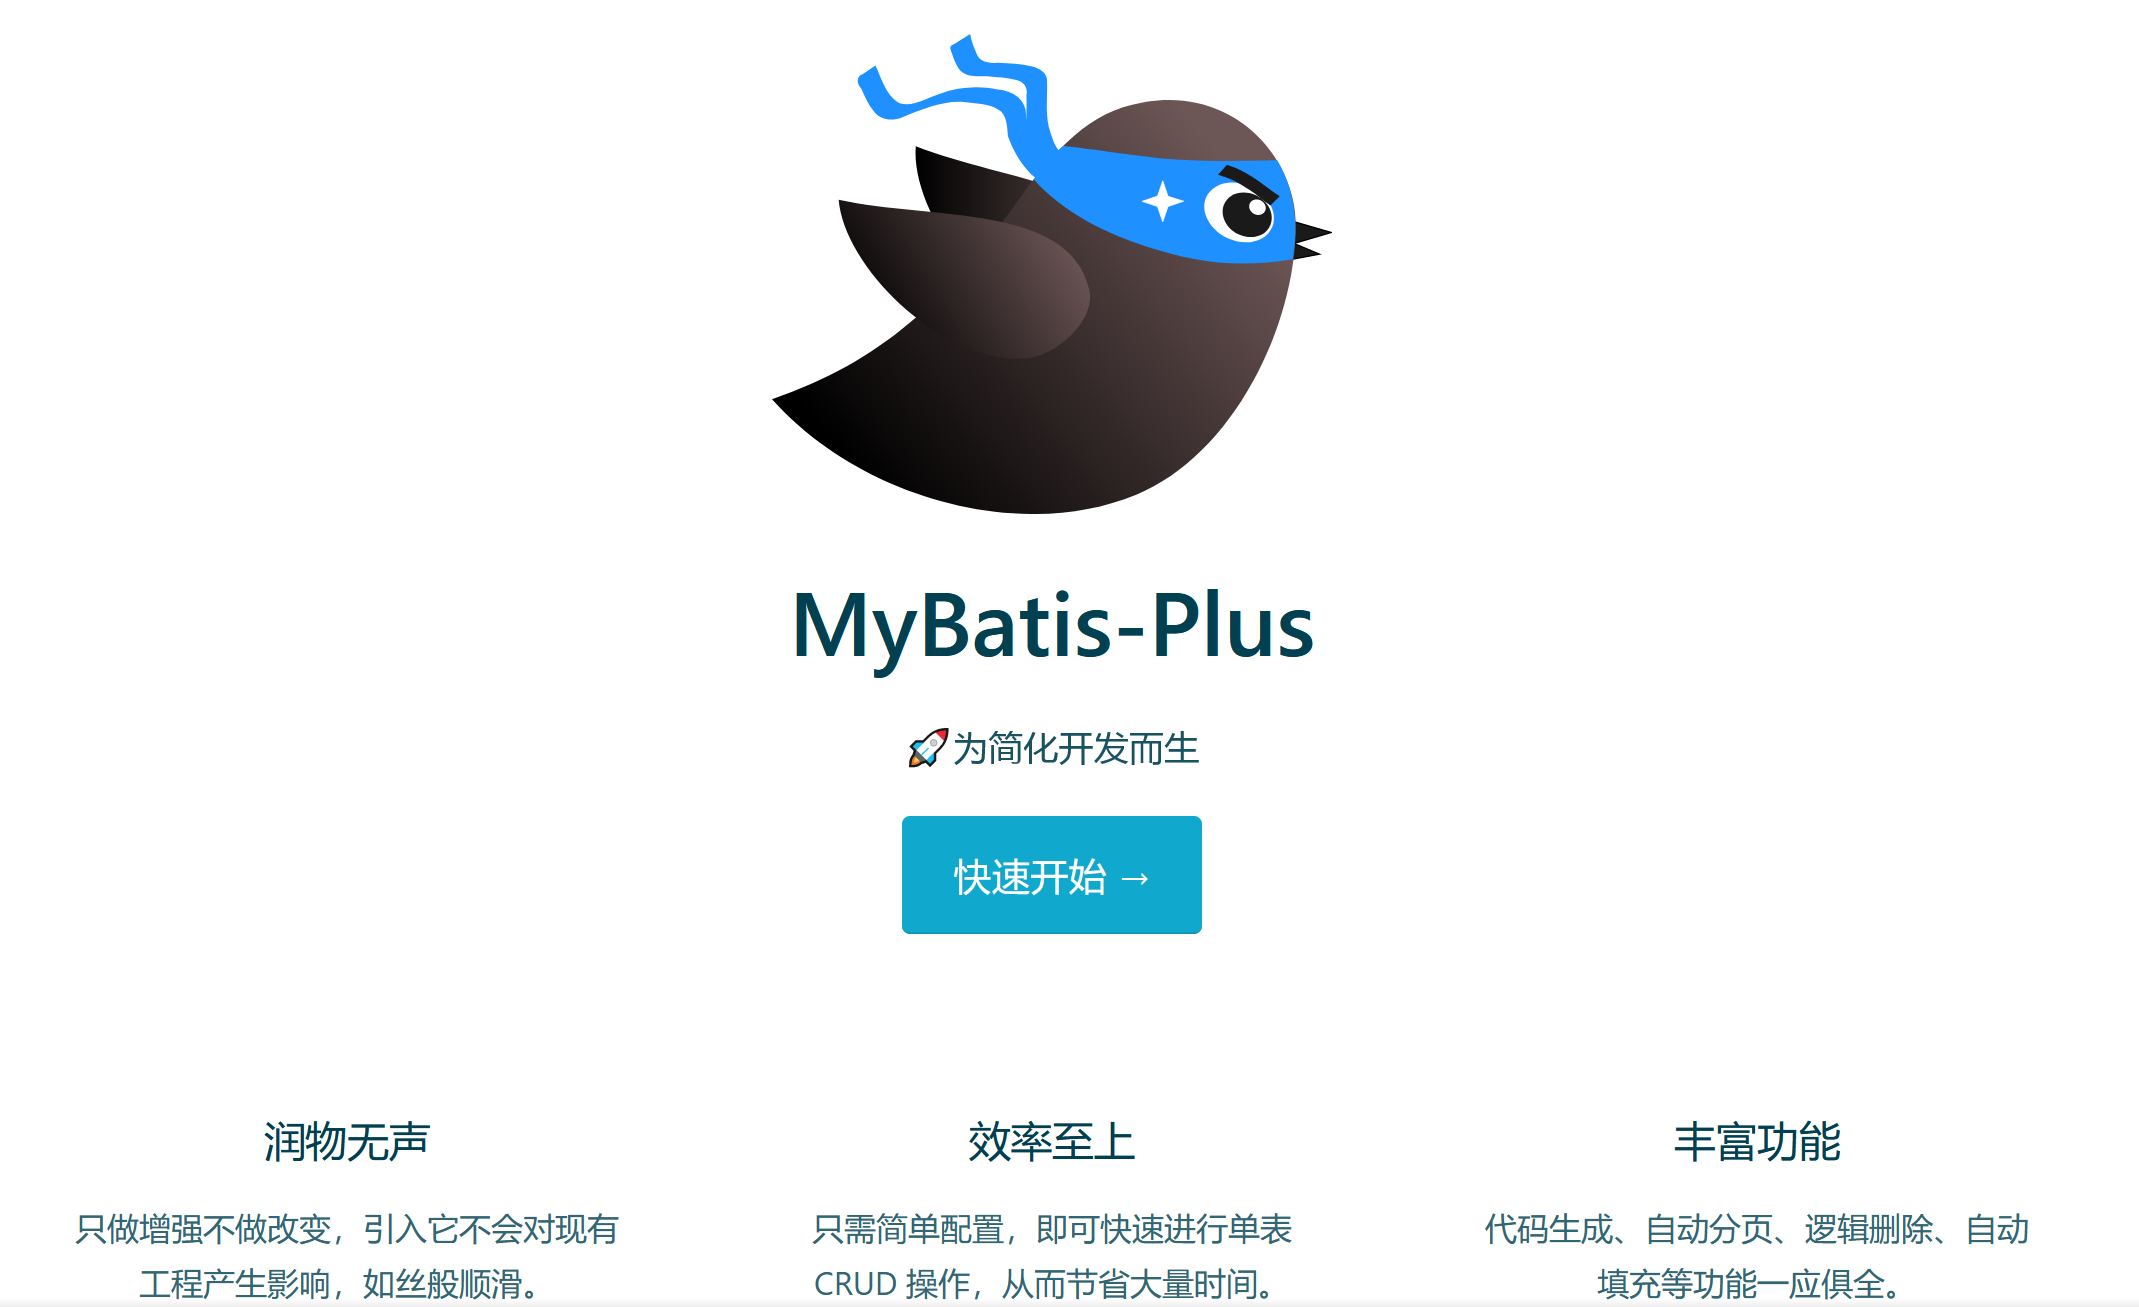 MyBatis-Plus
🚀为简化开发而生
快速开始 →
润物无声
只做增强不做改变，引入它不会对现有
工程产生影响，如丝般顺滑。
效率至上
只需简单配置，即可快速进行单表
CRUD 操作，从而节省大量时间。
丰富功能
代码生成、自动分页、逻辑删除、自动
填充等功能一应俱全。